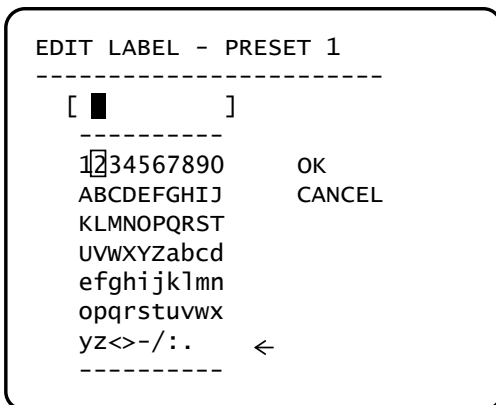 EDIT LABEL - PRESET 1
------------------------
[ █          ]
----------
1234567890 OK
ABCDEFGHIJ CANCEL
KLMNOPQRST
UVWXYZabcd
efghijklmn
opqrstuvwx
yz<>-/:. ←
----------